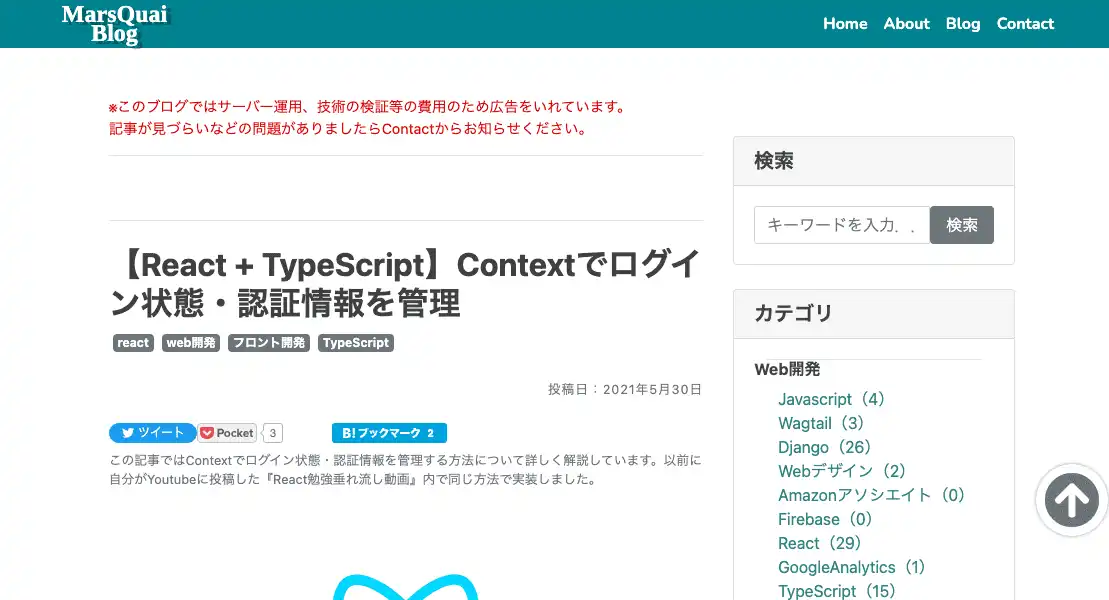 MarsQuai
Blog
Home About Blog Contact
※このブログではサーバー運用、技術の検証等の費用のため広告をいれています。
記事が見づらいなどの問題がありましたらContactからお知らせください。
【React + TypeScript】Contextでログイ
ン状態・認証情報を管理
react web開発 フロント開発 TypeScript
投稿日：2021年5月30日
ツイート Pocket 3 B! ブックマーク 2
この記事ではContextでログイン状態・認証情報を管理する方法について詳しく解説しています。以前に
自分がYoutubeに投稿した『React勉強垂れ流し動画』内で同じ方法で実装しました。
検索
キーワードを入力. . 検索
カテゴリ
Web開発
Javascript（4）
Wagtail（3）
Django（26）
Webデザイン（2）
Amazonアソシエイト（0）
Firebase（0）
React（29）
GoogleAnalytics（1）
TypeScript（15）